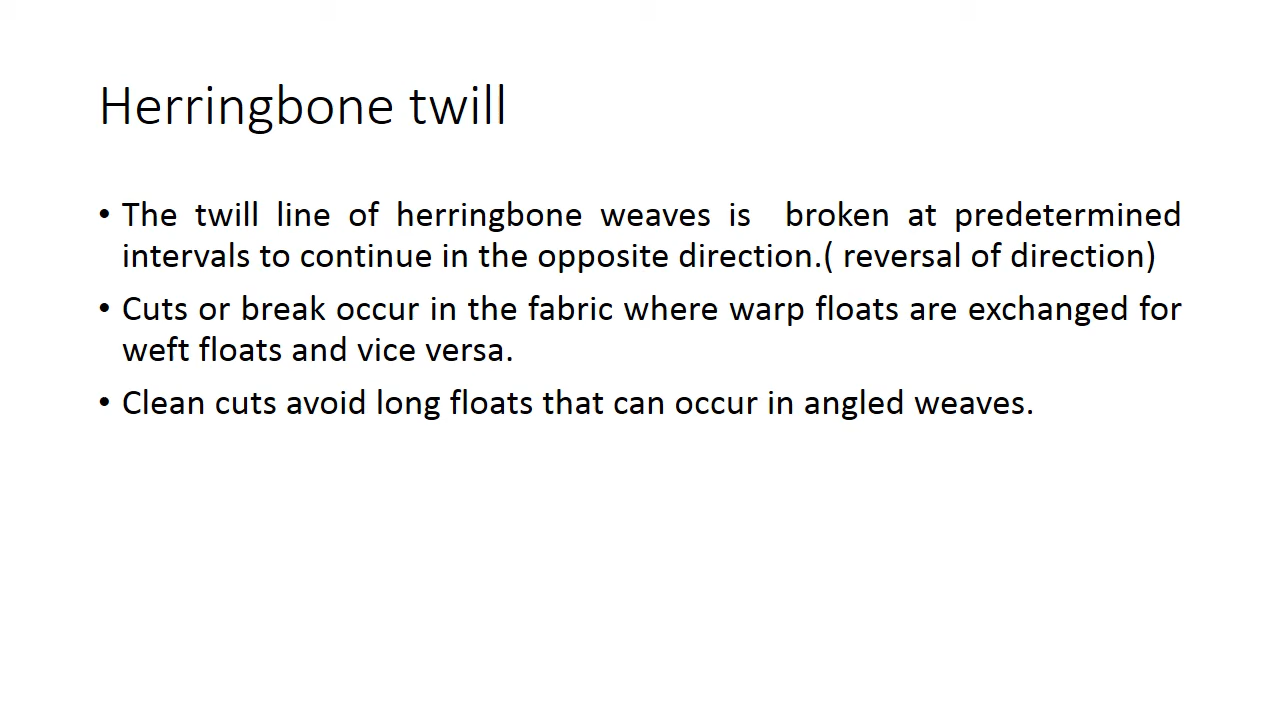 Herringbone twill
• The twill line of herringbone weaves is  broken at predetermined
intervals to continue in the opposite direction.( reversal of direction)
• Cuts or break occur in the fabric where warp floats are exchanged for
weft floats and vice versa.
• Clean cuts avoid long floats that can occur in angled weaves.